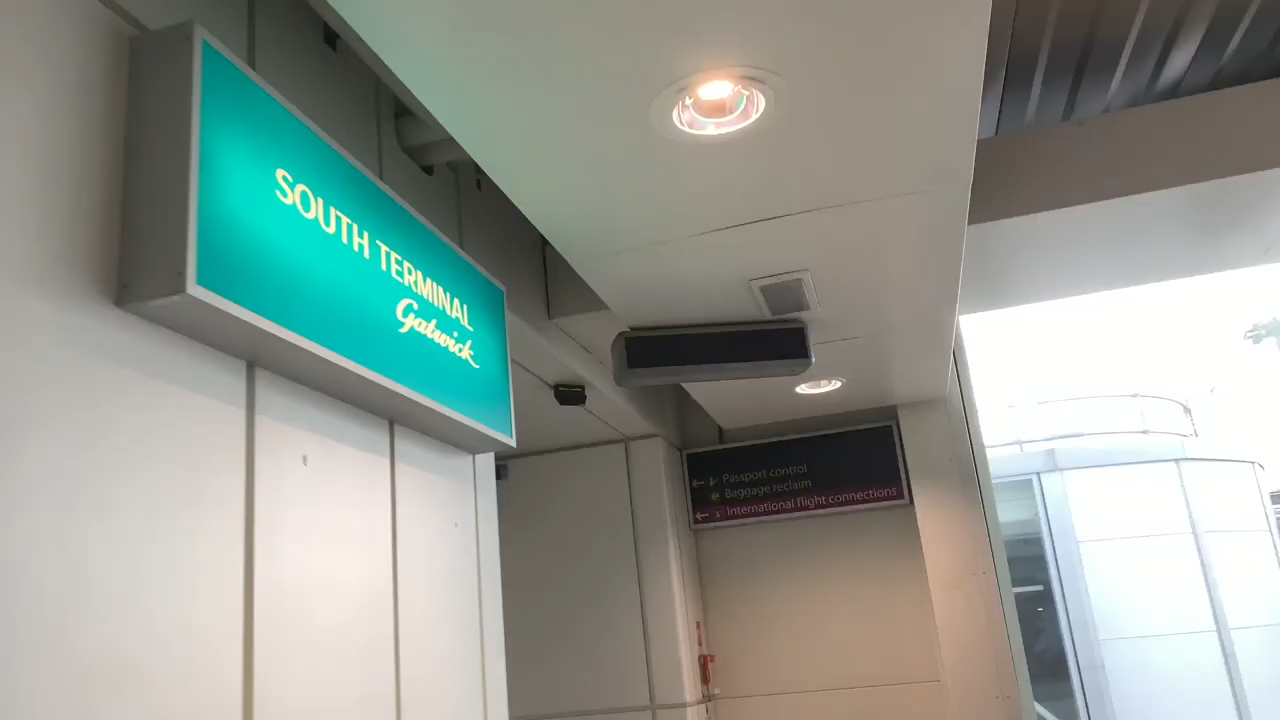 SOUTH TERMINAL
Gatwick
Passport control
Baggage reclaim
International flight connections